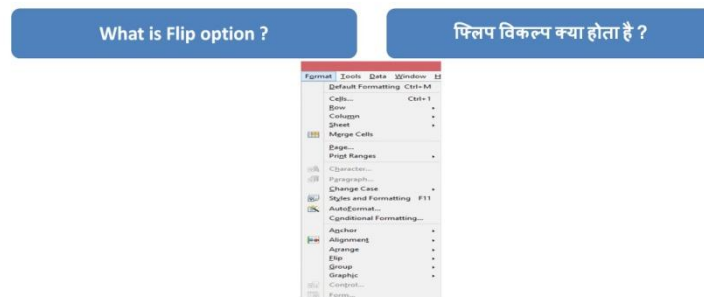 What is Flip option ?
फ्लिप विकल्प क्या होता है ?
Format Tools Data Window H
Default Formatting Ctrl+M
Cells... Ctrl+1
Row
Column
Sheet
Merge Cells
Page...
Print Ranges
Character...
Paragraph...
Change Case
Styles and Formatting F11
AutoFormat...
Conditional Formatting...
Anchor
Alignment
Arrange
Flip
Group
Graphic
Control...
Form...